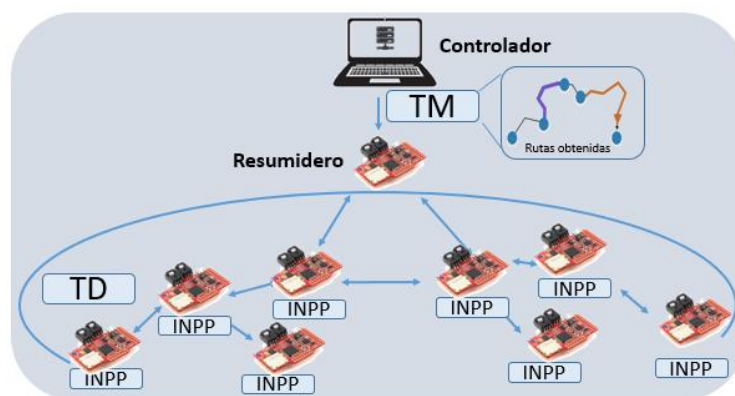 Controlador
TM
Rutas obtenidas
Resumidero
TD
INPP
INPP
INPP
INPP
INPP
INPP
INPP
INPP